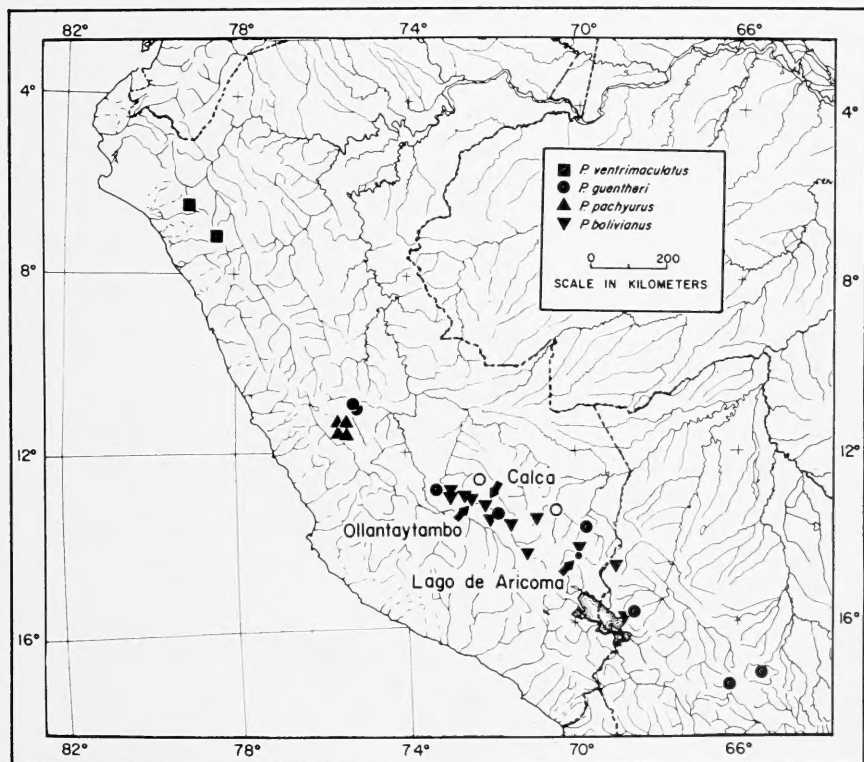 82° 78° 74° 70° 66°
4° 4°
P. ventrimaculatus
P. guentheri
P. pachyurus
P. bolivianus
0 200
SCALE IN KILOMETERS
8° 8°
12° 12°
Calca
Ollantaytambo
Lago de Aricoma
16° 16°
82° 78° 74° 70° 66°